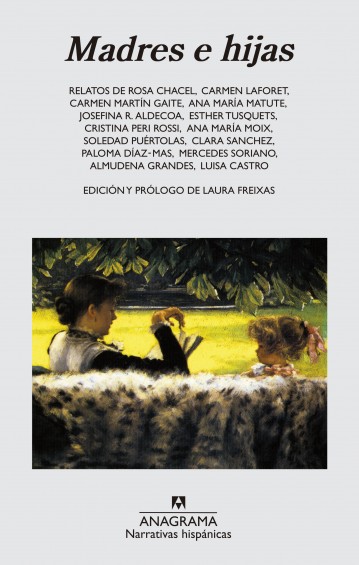 Madres e hijas
RELATOS DE ROSA CHACEL, CARMEN LAFORET,
CARMEN MARTÍN GAITE, ANA MARÍA MATUTE,
JOSEFINA R. ALDECOA, ESTHER TUSQUETS,
CRISTINA PERI ROSSI, ANA MARÍA MOIX,
SOLEDAD PUÉRTOLAS, CLARA SANCHEZ,
PALOMA DÍAZ-MAS, MERCEDES SORIANO,
ALMUDENA GRANDES, LUISA CASTRO
EDICIÓN Y PRÓLOGO DE LAURA FREIXAS
ANAGRAMA
Narrativas hispánicas